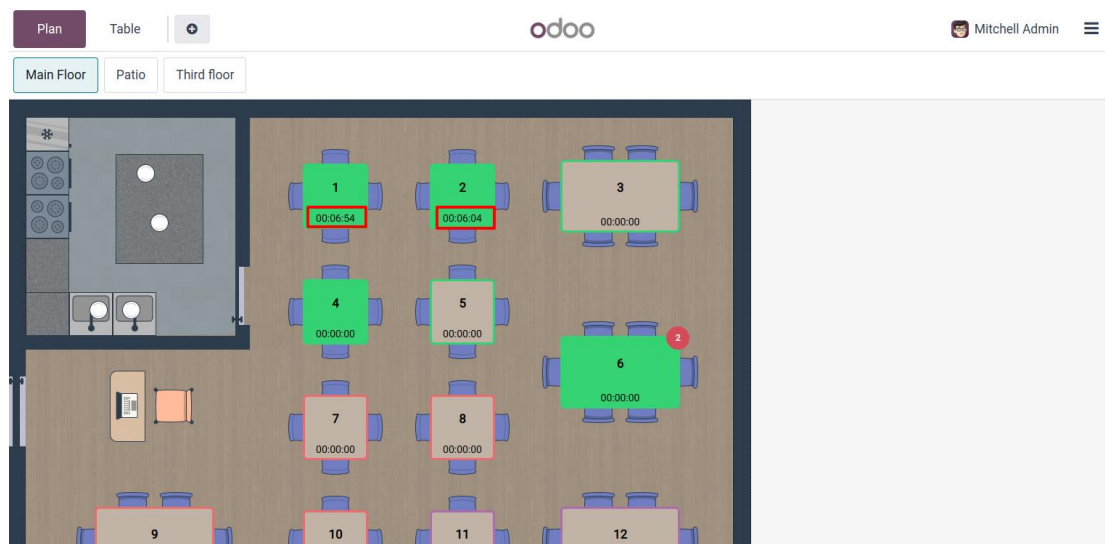 Plan Table odoo Mitchell Admin
Main Floor Patio Third floor
1 2 3
00:06:54 00:06:04 00:00:00
4 5
00:00:00 00:00:00
2
6
00:00:00
7 8
00:00:00 00:00:00
9 10 11 12